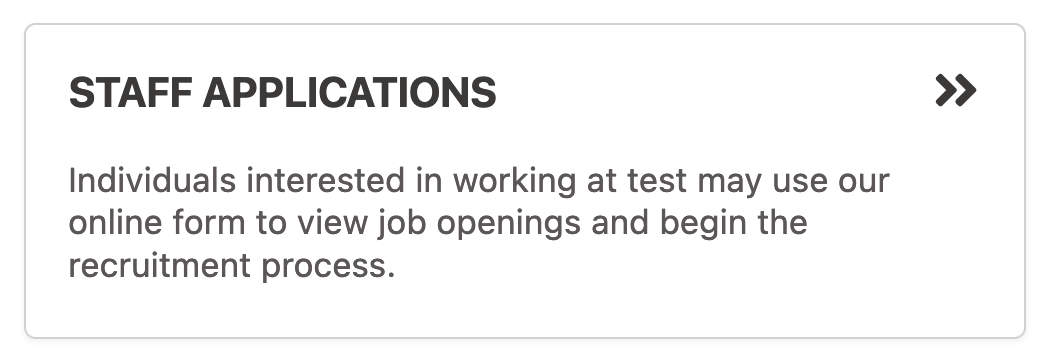 STAFF APPLICATIONS
Individuals interested in working at test may use our
online form to view job openings and begin the
recruitment process.